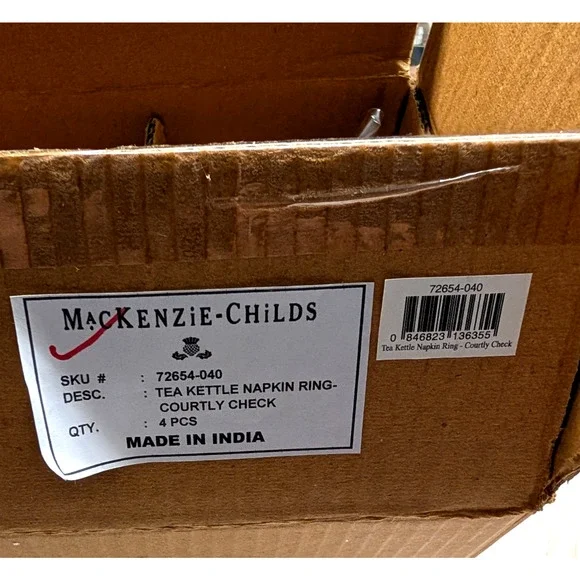 MacKENZiE-CHiLDS
SKU # : 72654-040
DESC. : TEA KETTLE NAPKIN RING-
COURTLY CHECK
QTY. : 4 PCS
MADE IN INDIA
72654-040
0 846823 136355
Tea Kettle Napkin Ring - Courtly Check